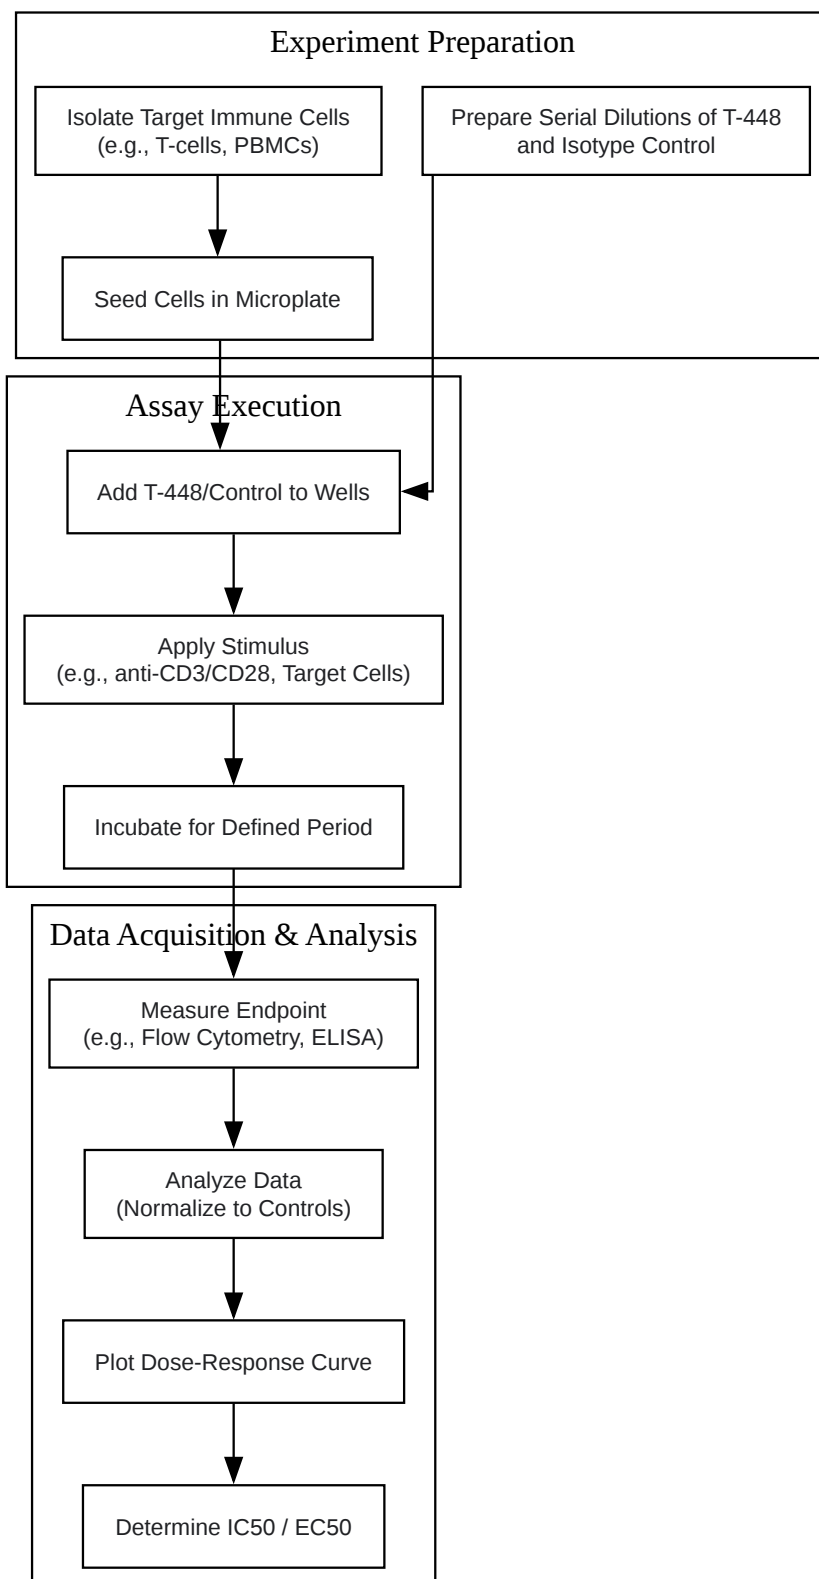 Experiment Preparation
Isolate Target Immune Cells
(e.g., T-cells, PBMCs)
Prepare Serial Dilutions of T-448
and Isotype Control
Seed Cells in Microplate
Assay Execution
Add T-448/Control to Wells
Apply Stimulus
(e.g., anti-CD3/CD28, Target Cells)
Incubate for Defined Period
Data Acquisition & Analysis
Measure Endpoint
(e.g., Flow Cytometry, ELISA)
Analyze Data
(Normalize to Controls)
Plot Dose-Response Curve
Determine IC50 / EC50